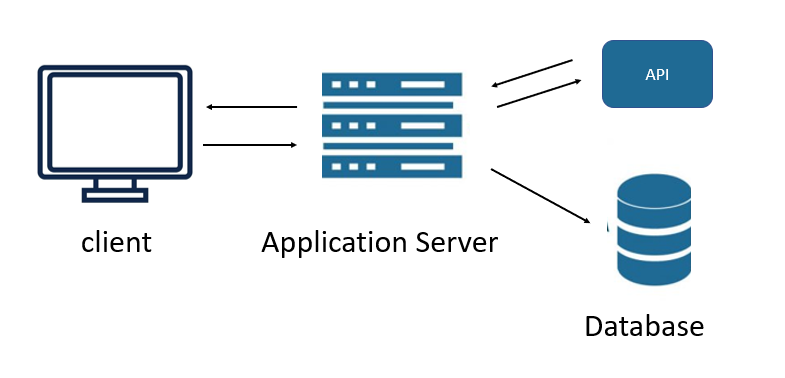 API
client
Application Server
Database